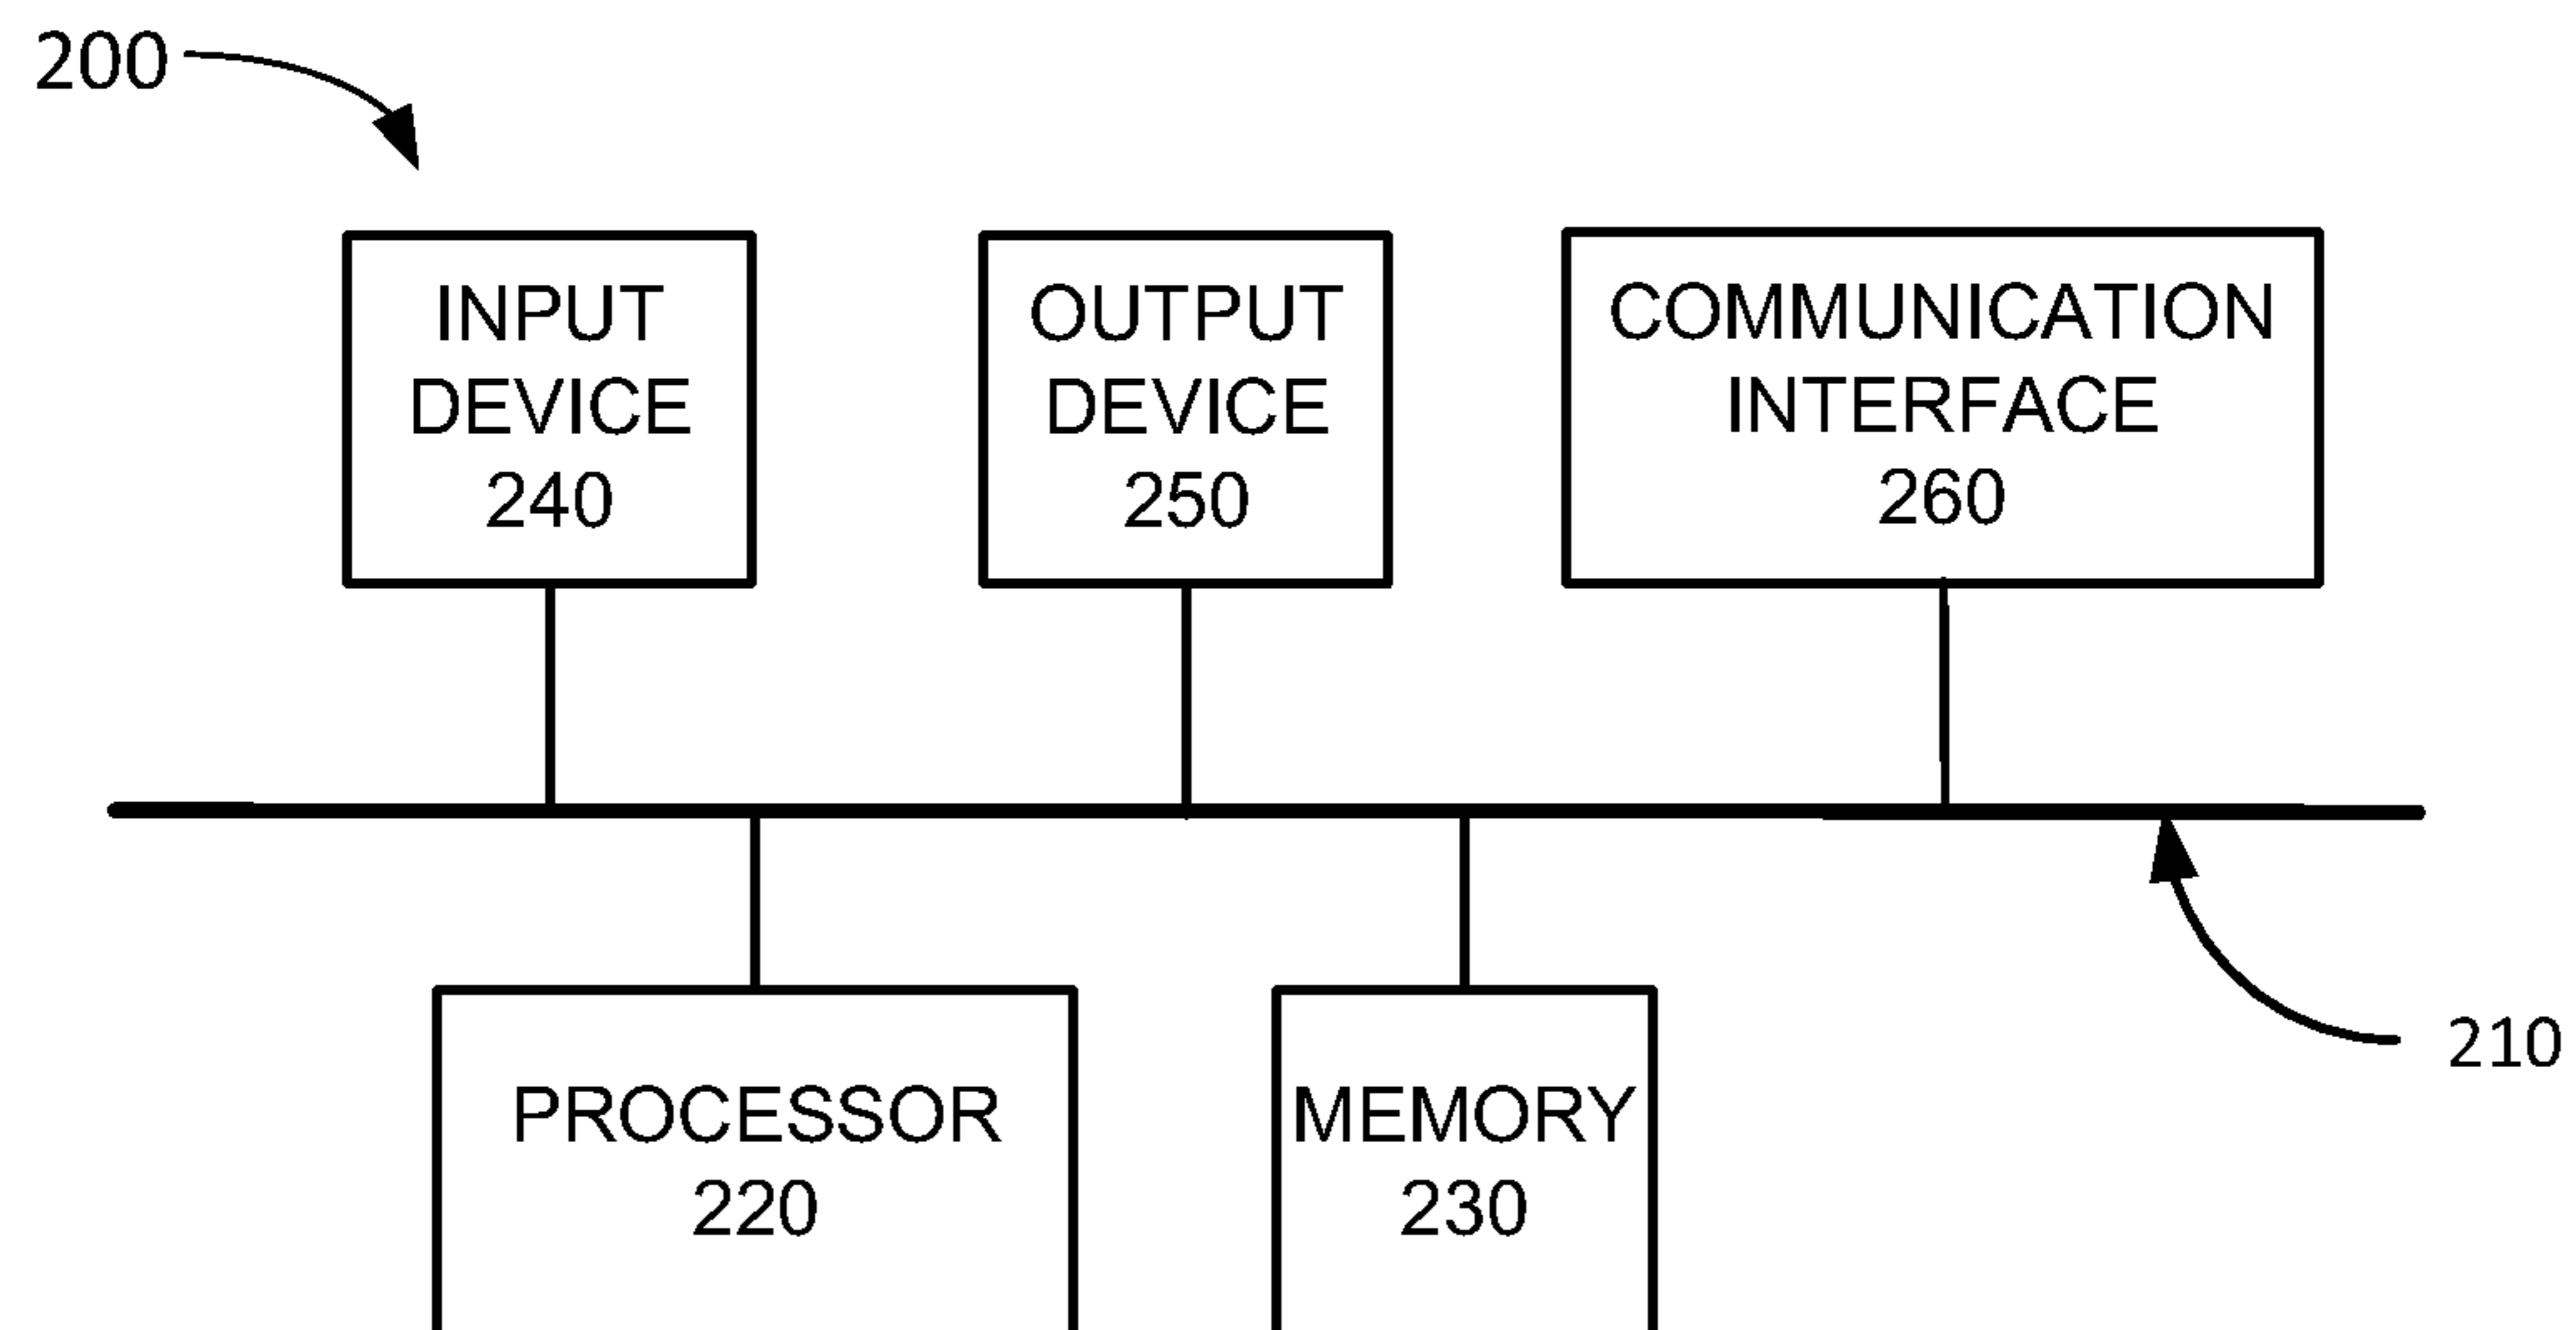 200
INPUT
DEVICE
240
OUTPUT
DEVICE
250
COMMUNICATION
INTERFACE
260
PROCESSOR
220
MEMORY
230
210